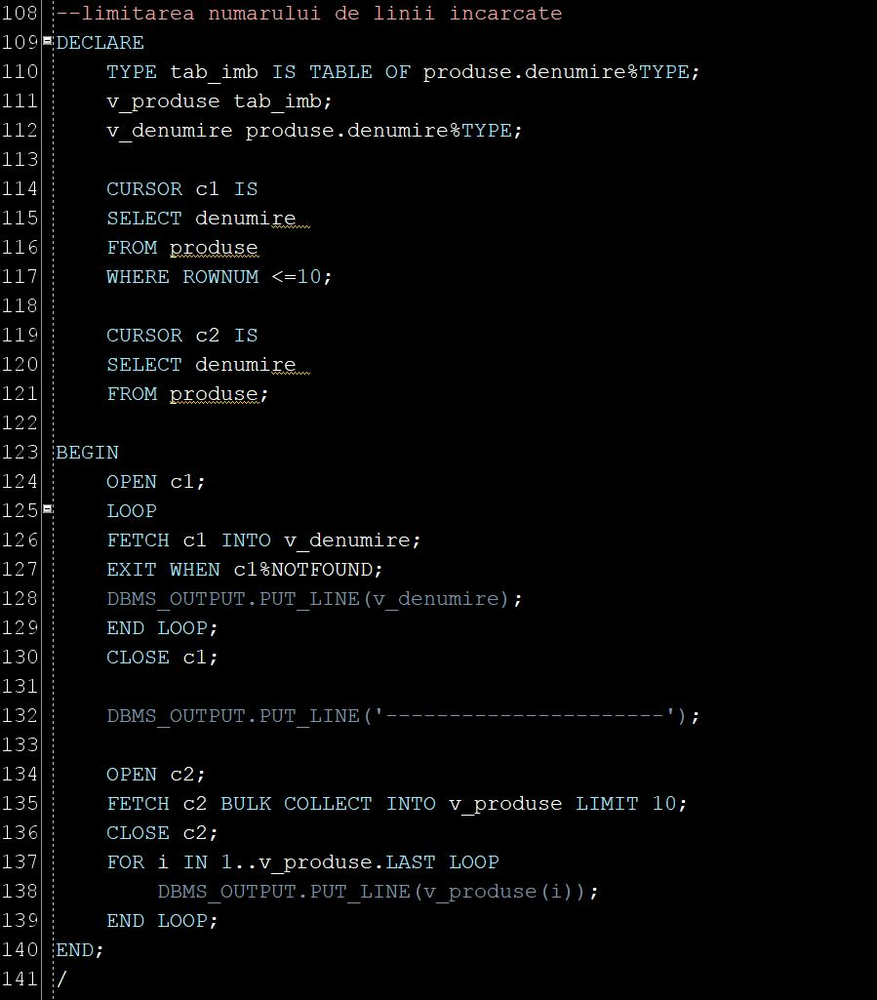 108 --limitarea numarului de linii incarcate
109 DECLARE
110     TYPE tab_imb IS TABLE OF produse.denumire%TYPE;
111     v_produse tab_imb;
112     v_denumire produse.denumire%TYPE;
113
114     CURSOR c1 IS
115     SELECT denumire
116     FROM produse
117     WHERE ROWNUM <=10;
118
119     CURSOR c2 IS
120     SELECT denumire
121     FROM produse;
122
123 BEGIN
124     OPEN c1;
125     LOOP
126     FETCH c1 INTO v_denumire;
127     EXIT WHEN c1%NOTFOUND;
128     DBMS_OUTPUT.PUT_LINE(v_denumire);
129     END LOOP;
130     CLOSE c1;
131
132     DBMS_OUTPUT.PUT_LINE('----------------------');
133
134     OPEN c2;
135     FETCH c2 BULK COLLECT INTO v_produse LIMIT 10;
136     CLOSE c2;
137     FOR i IN 1..v_produse.LAST LOOP
138         DBMS_OUTPUT.PUT_LINE(v_produse(i));
139     END LOOP;
140 END;
141 /